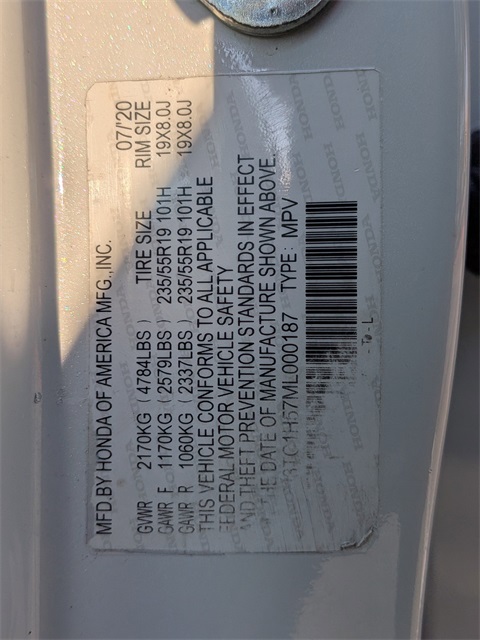 MFD.BY HONDA OF AMERICA MFG.,INC. 07/'20
GVWR 2170KG ( 4784LBS ) TIRE SIZE RIM SIZE
GAWR F 1170KG ( 2579LBS ) 235/55R19 101H 19X8.0J
GAWR R 1060KG ( 2337LBS ) 235/55R19 101H 19X8.0J
THIS VEHICLE CONFORMS TO ALL APPLICABLE
FEDERAL MOTOR VEHICLE SAFETY
AND THEFT PREVENTION STANDARDS IN EFFECT
THE DATE OF MANUFACTURE SHOWN ABOVE.
TYPE: MPV